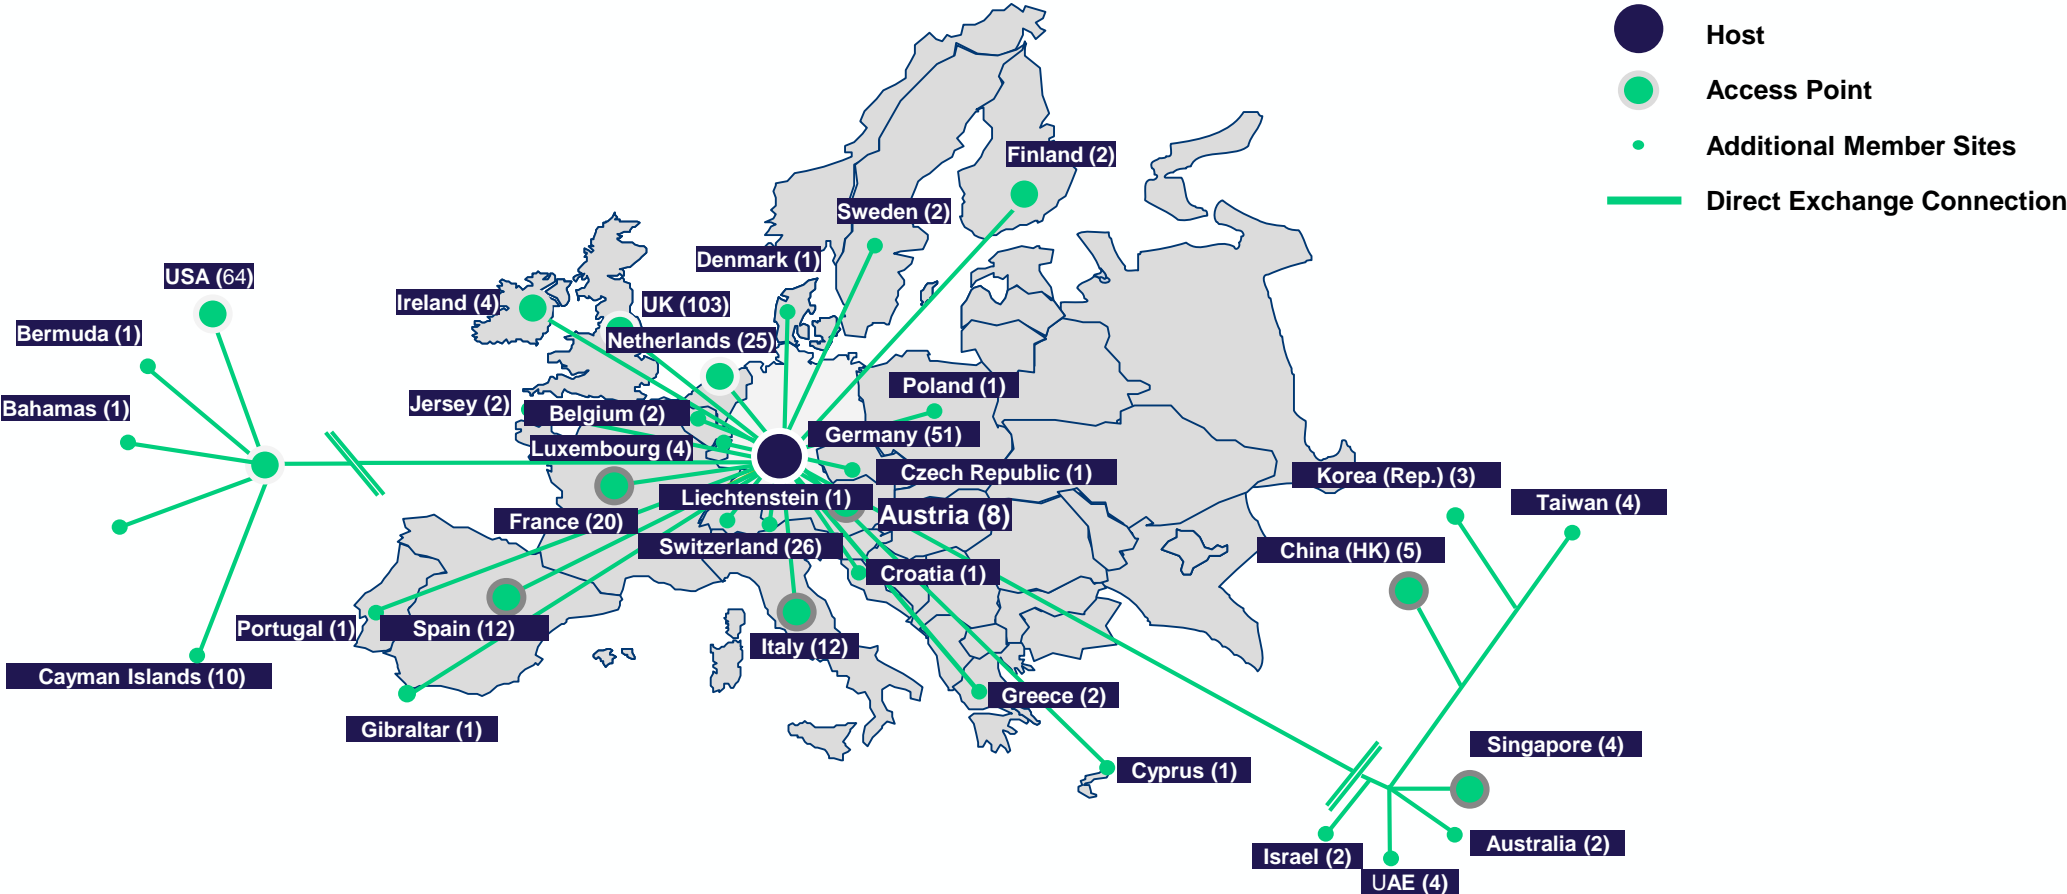 Host
Access Point
Additional Member Sites
Direct Exchange Connection
Finland (2)
Sweden (2)
Denmark (1)
USA (64)
Ireland (4)
UK (103)
Bermuda (1)
Netherlands (25)
Poland (1)
Jersey (2)
Bahamas (1)
Belgium (2)
Germany (51)
Luxembourg (4)
Czech Republic (1)
Korea (Rep.) (3)
Liechtenstein (1)
Taiwan (4)
France (20)
Austria (8)
Switzerland (26)
China (HK) (5)
Croatia (1)
Portugal (1)
Spain (12)
Italy (12)
Cayman Islands (10)
Greece (2)
Gibraltar (1)
Singapore (4)
Cyprus (1)
Australia (2)
Israel (2)
UAE (4)